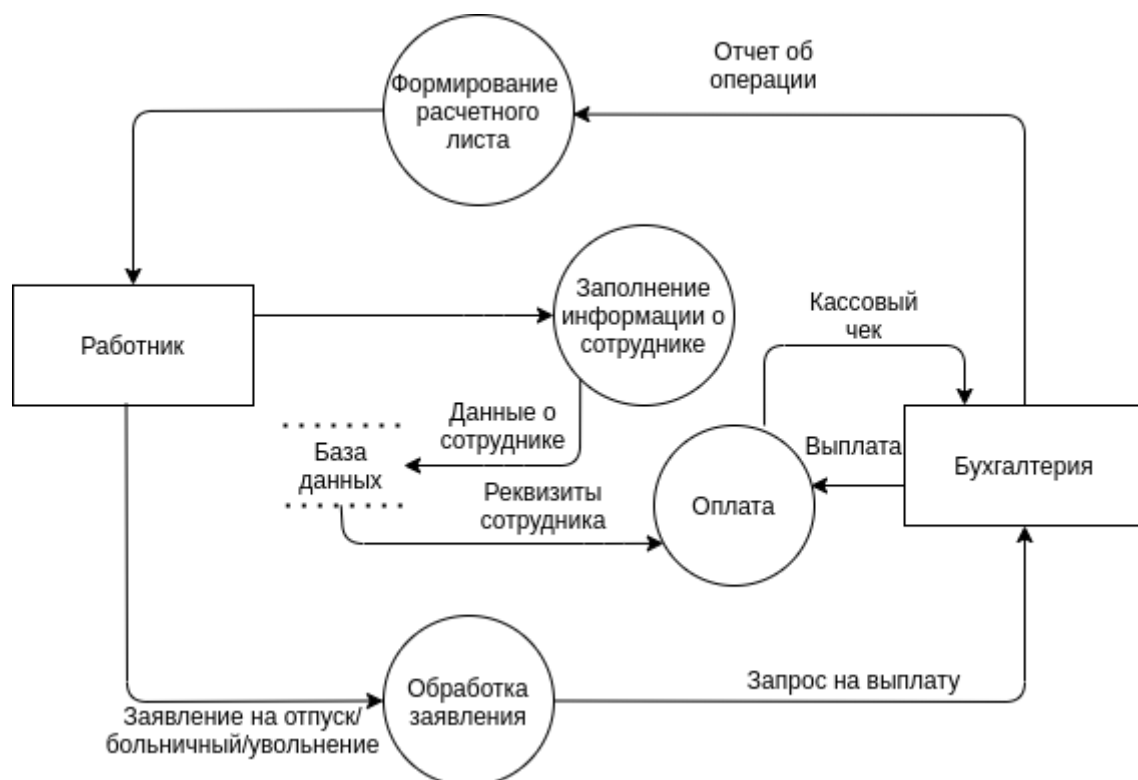 Отчет об
операции
Формирование
расчетного
листа
Заполнение
информации о
сотруднике
Кассовый
чек
Работник
Данные о
сотруднике
База
данных
Выплата
Бухгалтерия
Реквизиты
сотрудника
Оплата
Обработка
заявления
Запрос на выплату
Заявление на отпуск/
больничный/увольнение